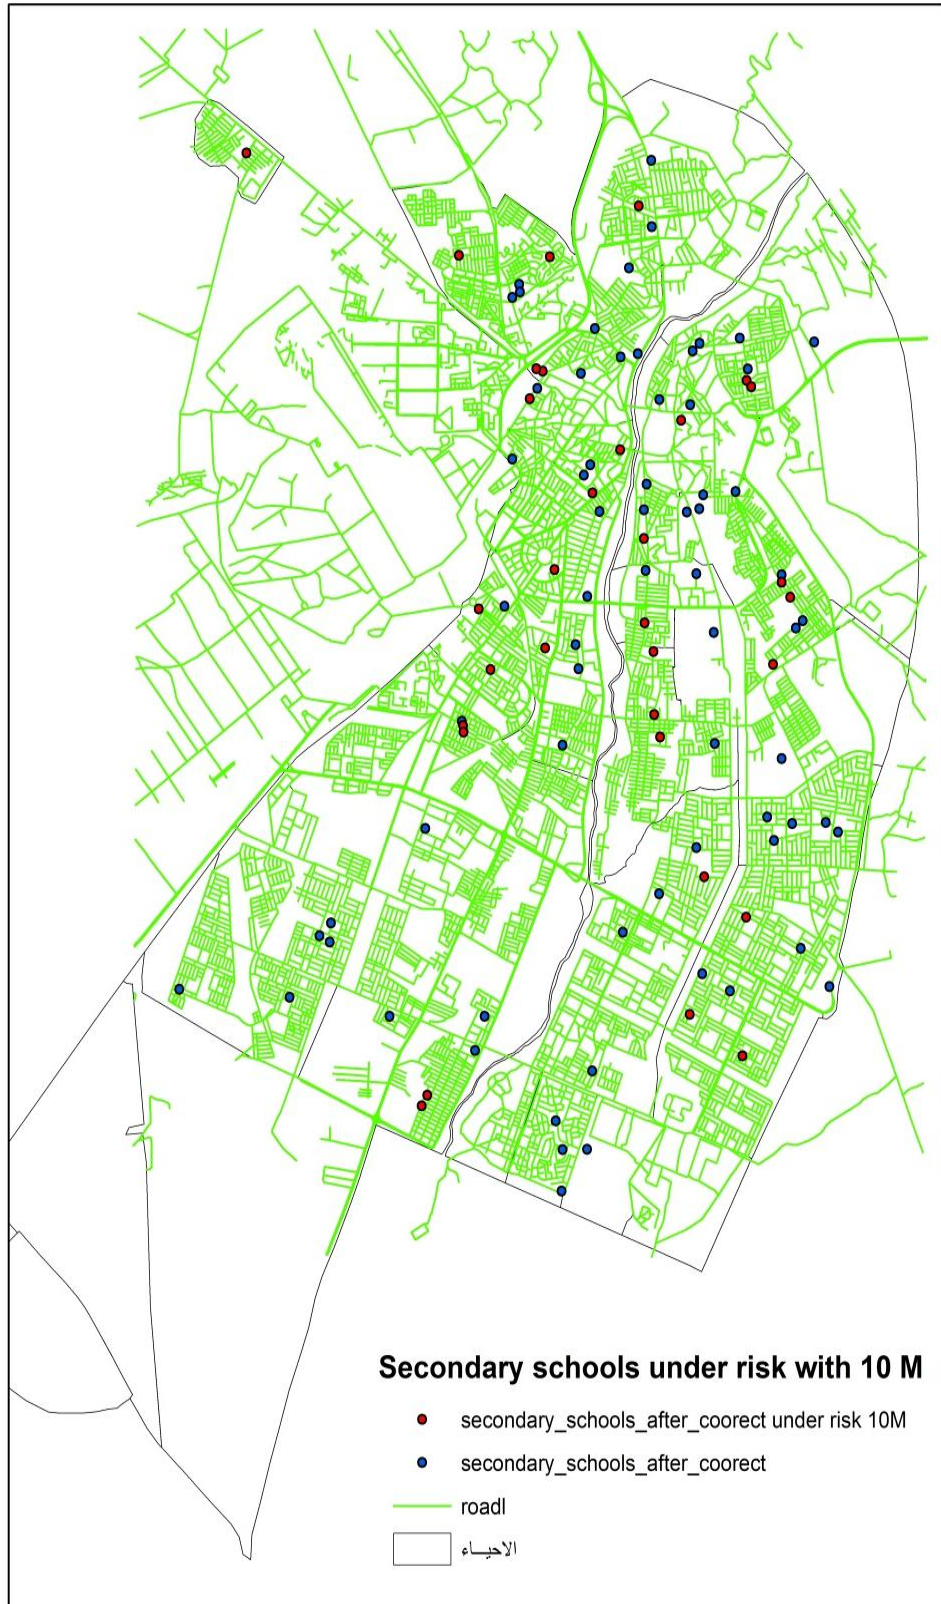 Secondary schools under risk with 10 M
secondary_schools_after_coorect under risk 10M
secondary_schools_after_coorect
roadl
الاحيـــاء